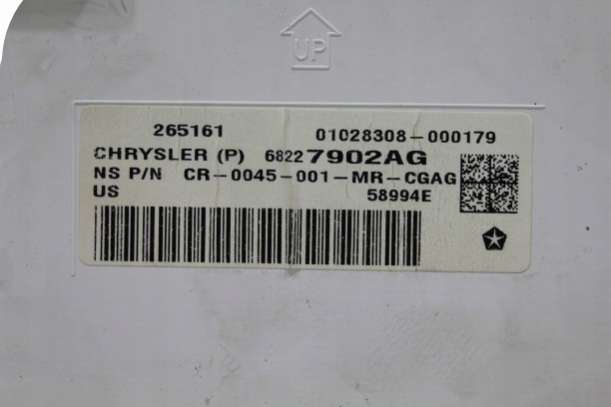 UP
265161 01028308-000179
CHRYSLER (P) 68227902AG
NS P/N CR-0045-001-MR-CGAG
US 58994E